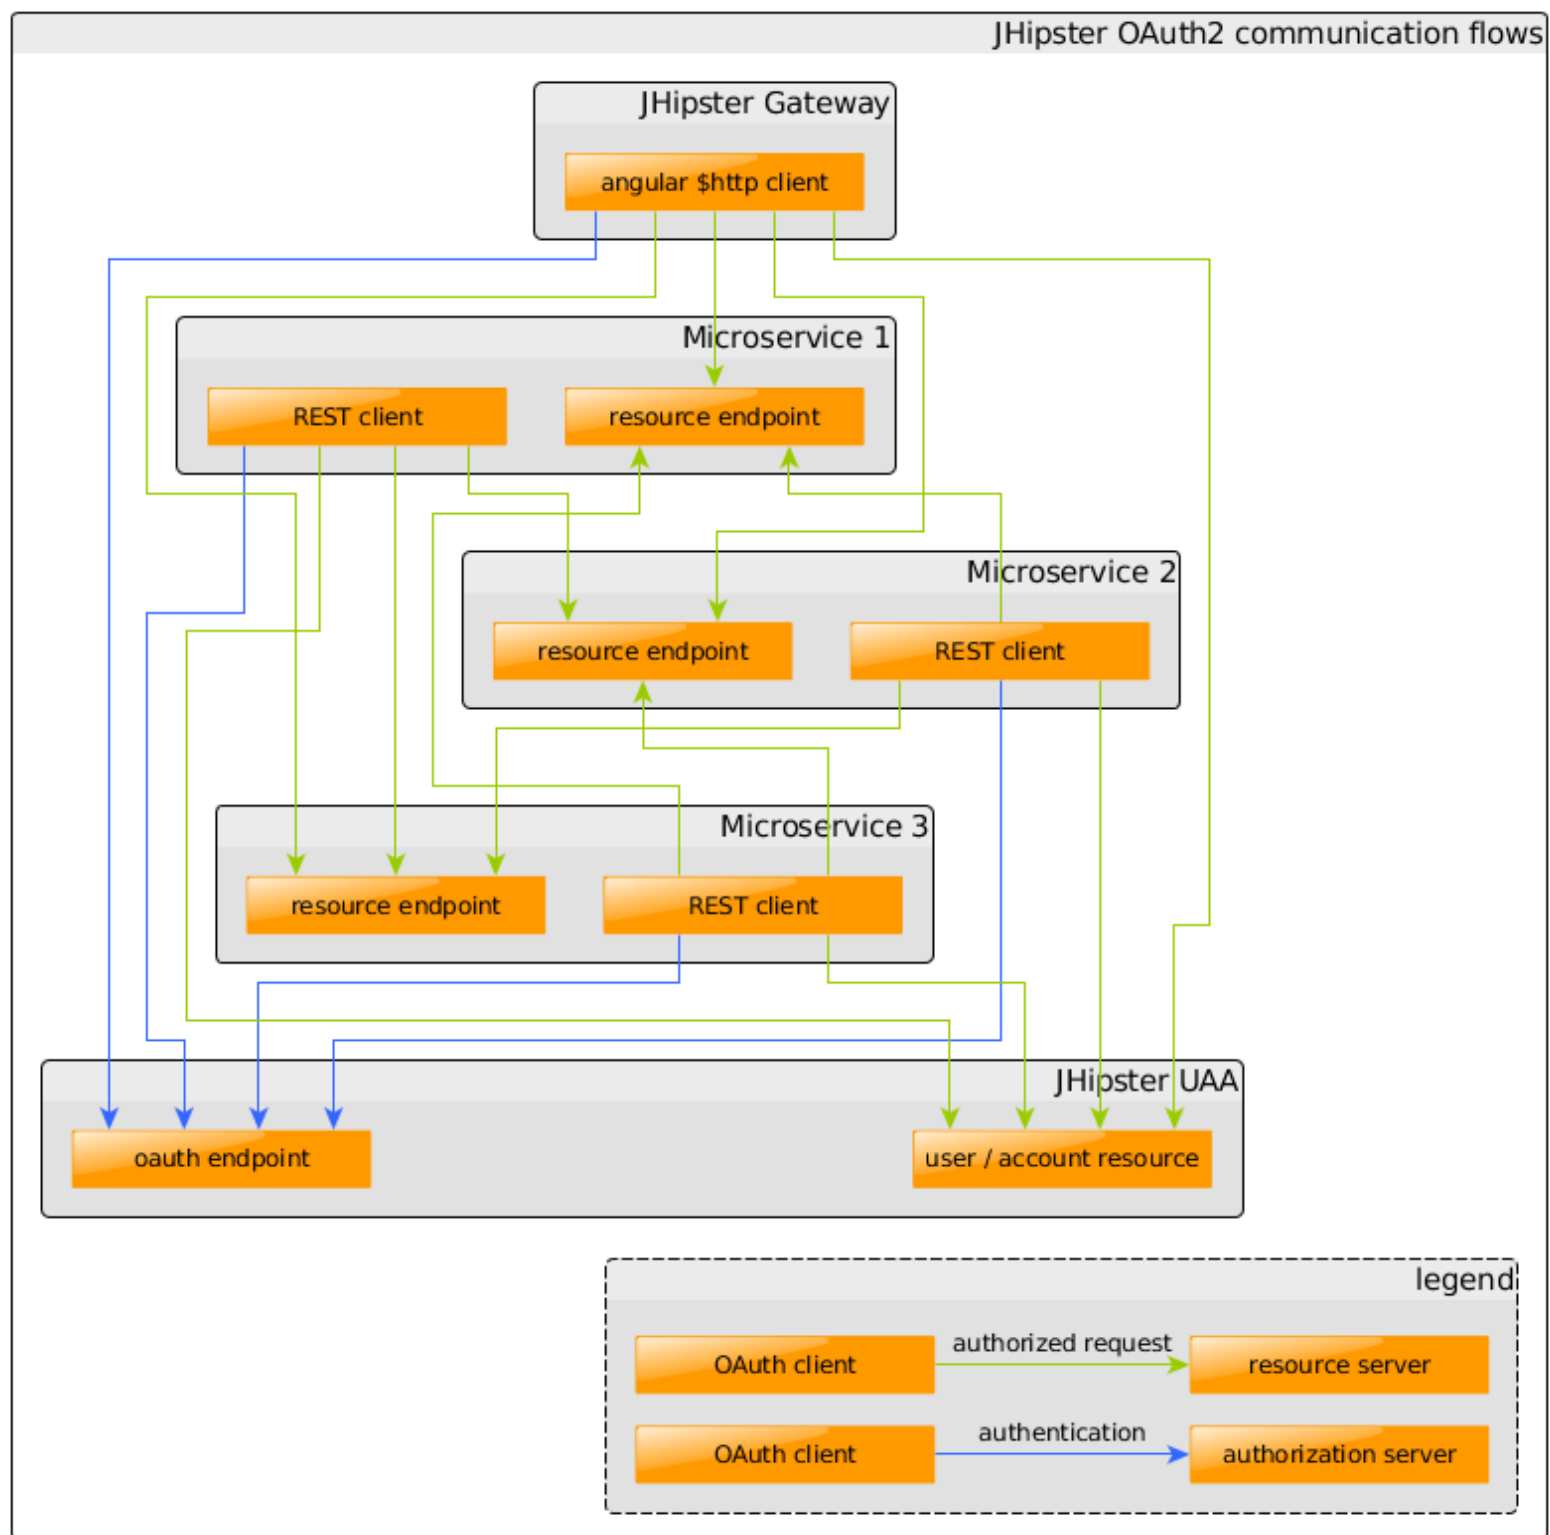 JHipster OAuth2 communication flows
JHipster Gateway
angular $http client
Microservice 1
REST client
resource endpoint
Microservice 2
resource endpoint
REST client
Microservice 3
resource endpoint
REST client
JHipster UAA
oauth endpoint
user / account resource
legend
OAuth client
authorized request
resource server
OAuth client
authentication
authorization server